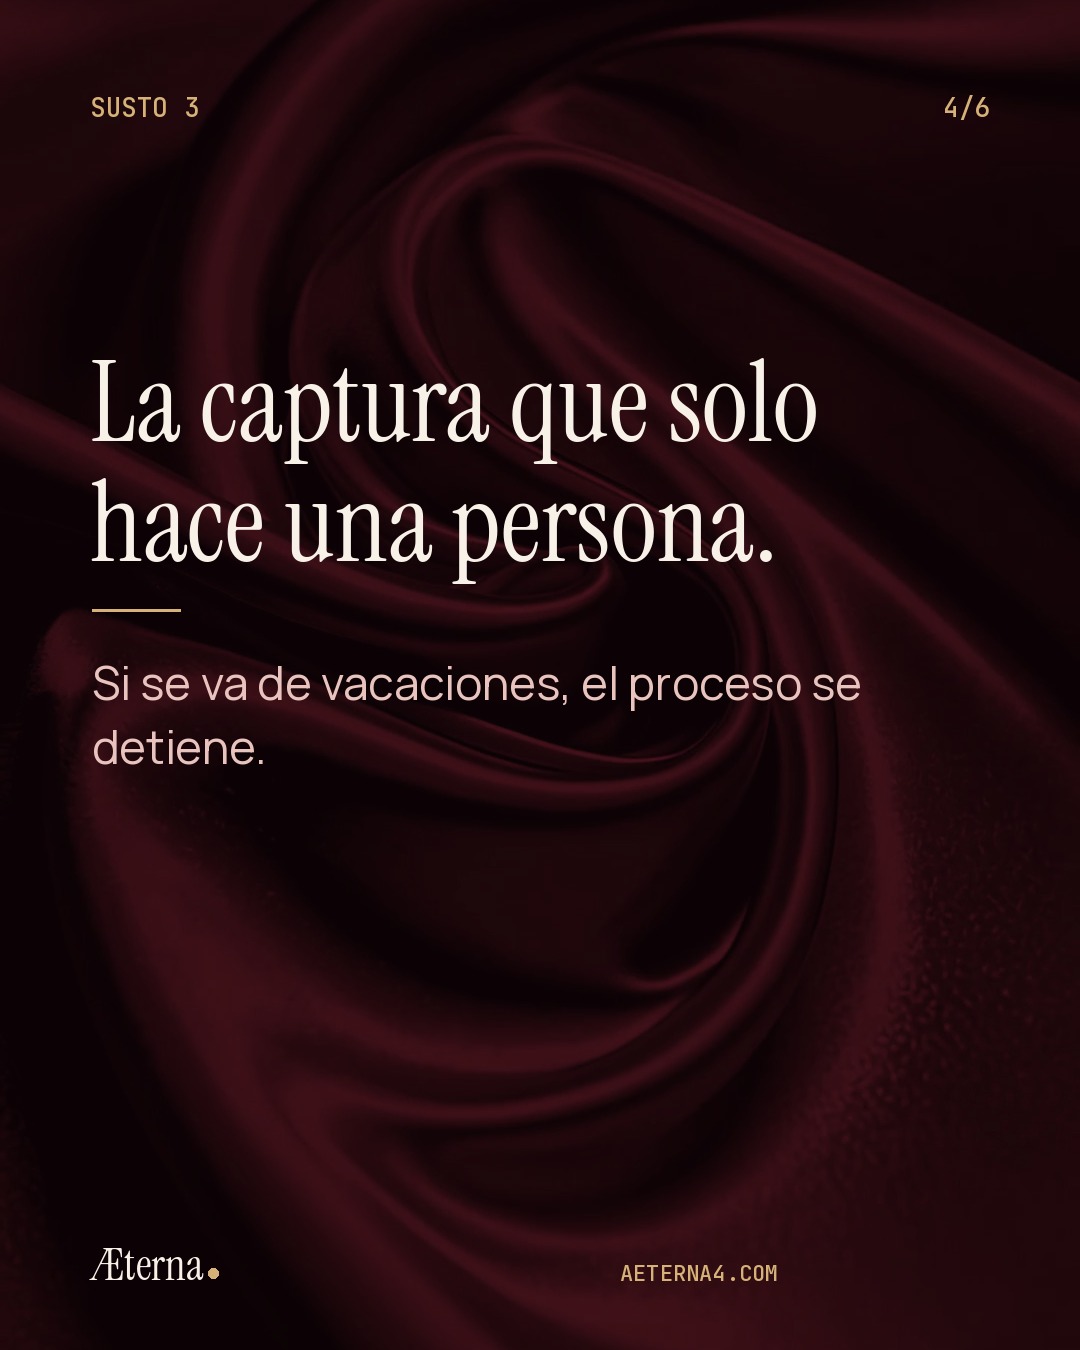 SUSTO 3
4/6
La captura que solo
hace una persona.
Si se va de vacaciones, el proceso se
detiene.
Æterna
AETERNA4.COM